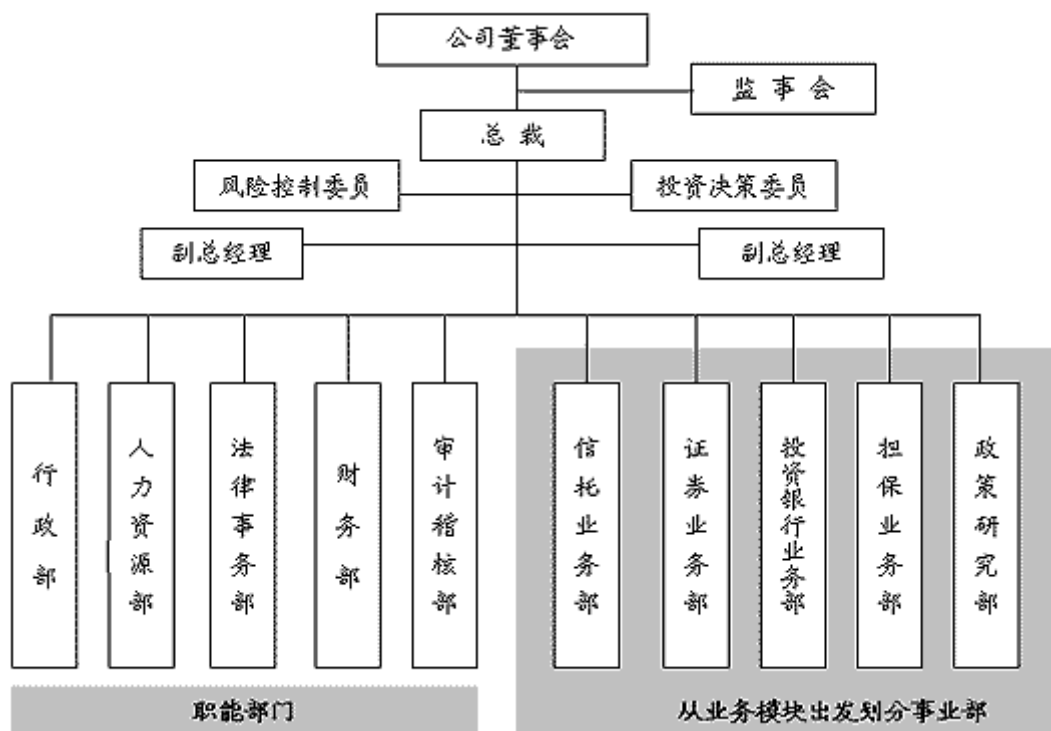 公司董事会
监事会
总裁
风险控制委员
投资决策委员
副总经理
副总经理
行政部
人力资源部
法律事务部
财务部
审计稽核部
信托业务部
证券业务部
投资银行业务部
担保业务部
政策研究部
职能部门
从业务模块出发划分事业部